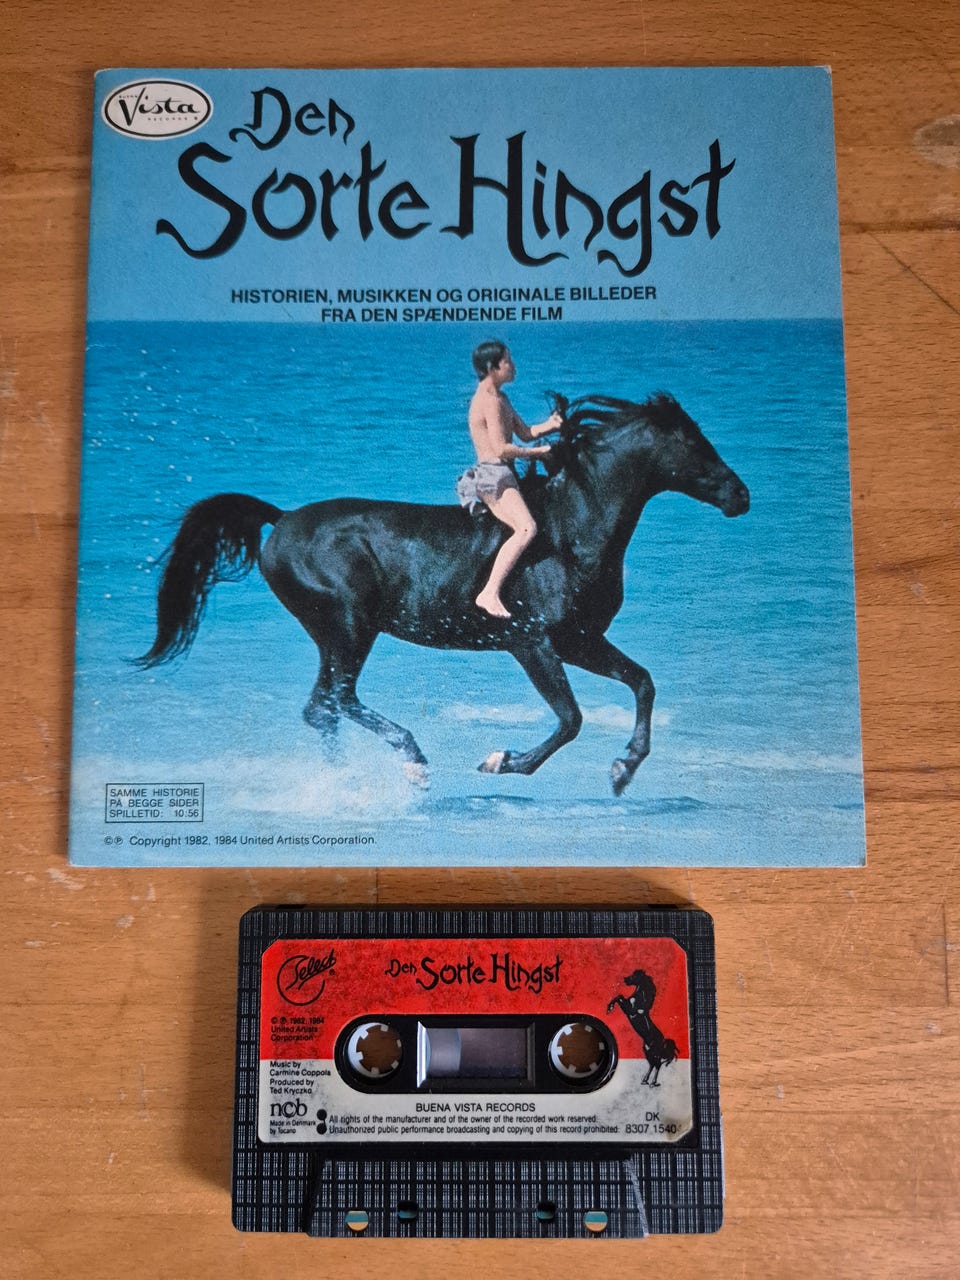 BUENA
Vista
RECORDS
Den
Sorte Hingst
HISTORIEN, MUSIKKEN OG ORIGINALE BILLEDER
FRA DEN SPÆNDENDE FILM
SAMME HISTORIE
PÅ BEGGE SIDER
SPILLETID: 10:56
©℗ Copyright 1982, 1984 United Artists Corporation.
Select®
Den Sorte Hingst
©℗ 1982, 1984
United Artists
Corporation
Music by
Carmine Coppola
Produced by
Ted Kryczko
ncb
Made in Denmark
by Tocano
BUENA VISTA RECORDS
All rights of the manufacturer and of the owner of the recorded work reserved.
Unauthorized public performance broadcasting and copying of this record prohibited.
DK
8307 1540